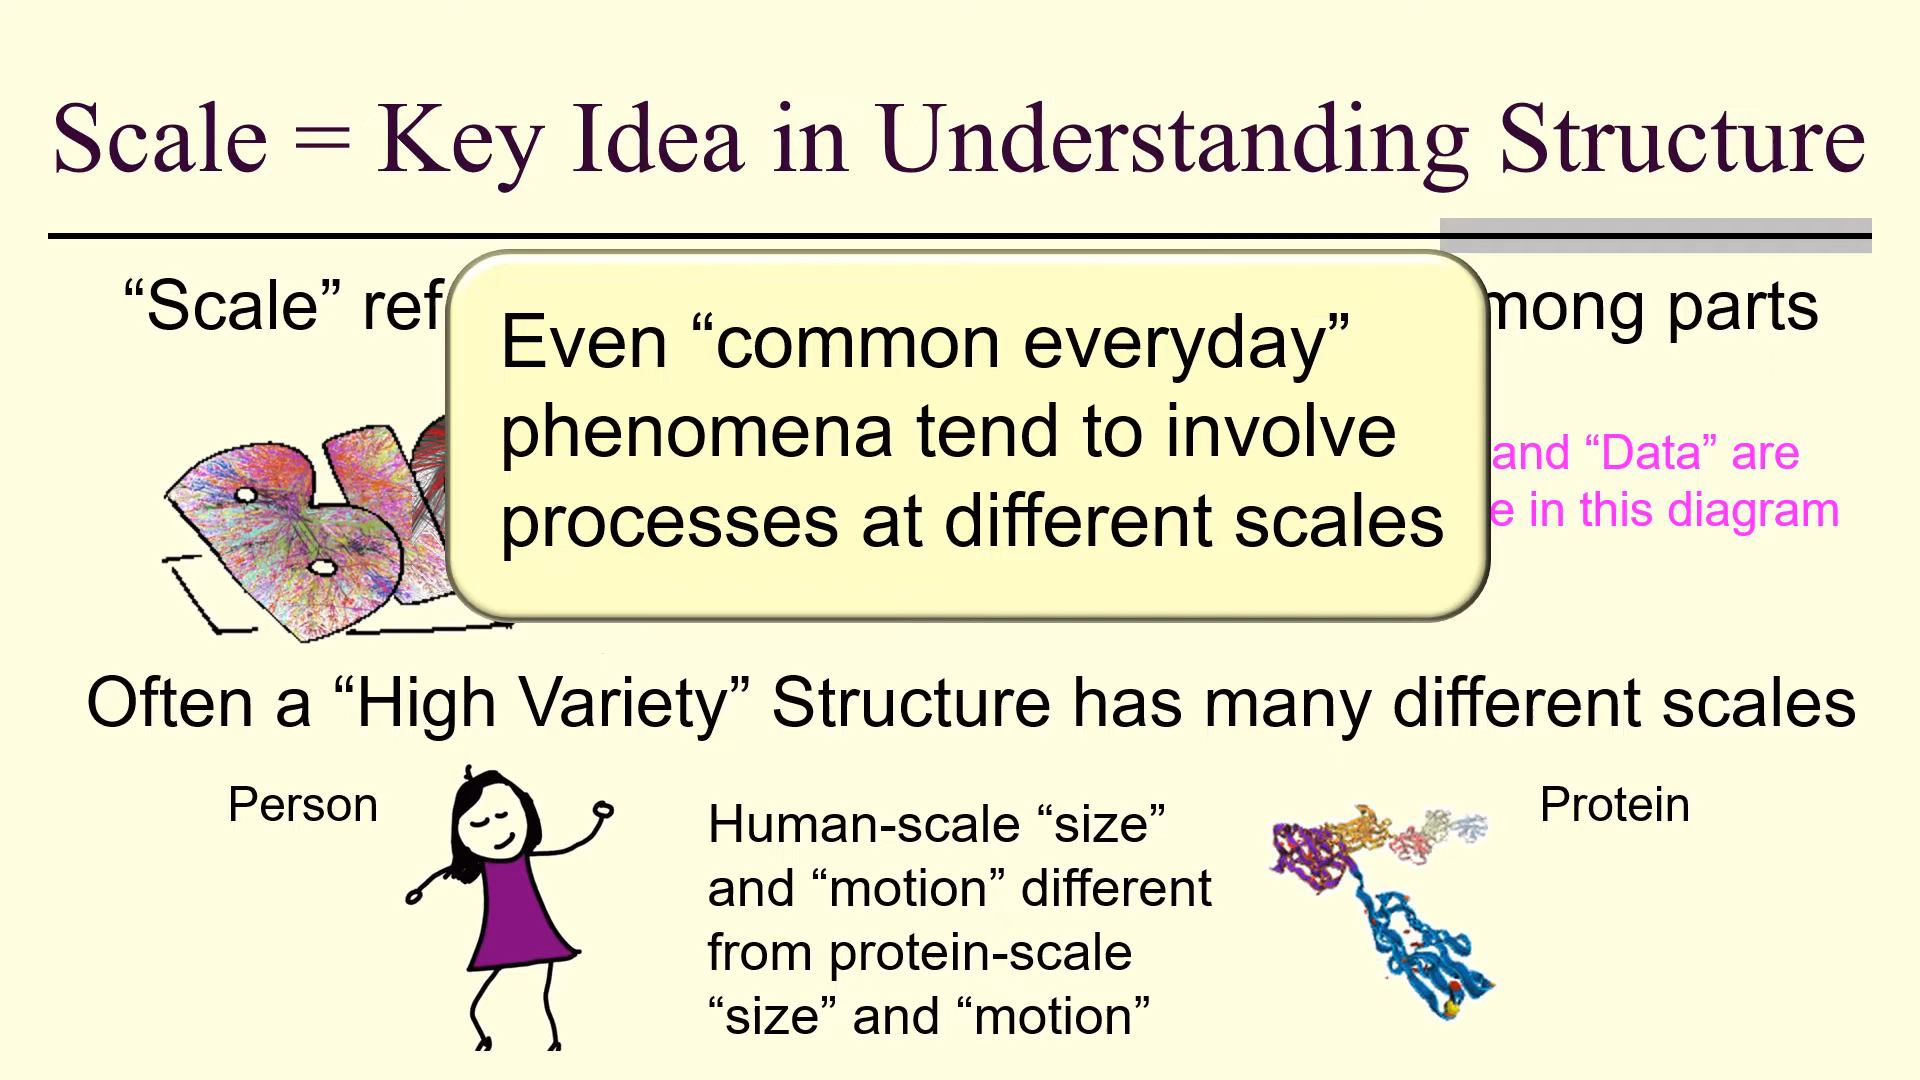 Scale = Key Idea in Understanding Structure
“Scale” ref mong parts
Even “common everyday”
phenomena tend to involve
processes at different scales
and “Data” are
e in this diagram
Often a “High Variety” Structure has many different scales
Person
Human-scale “size”
and “motion” different
from protein-scale
“size” and “motion”
Protein